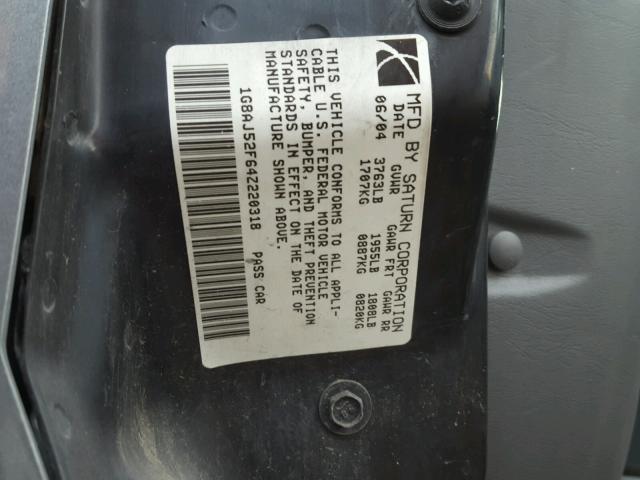 MFD BY SATURN CORPORATION
DATE GVWR GAWR FRT GAWR RR
06/04 3763LB 1955LB 1808LB
1707KG 0887KG 0820KG
THIS VEHICLE CONFORMS TO ALL APPLI-
CABLE U.S. FEDERAL MOTOR VEHICLE
SAFETY, BUMPER, AND THEFT PREVENTION
STANDARDS IN EFFECT ON THE DATE OF
MANUFACTURE SHOWN ABOVE.
1G8AJ52F64Z220318 PASS CAR